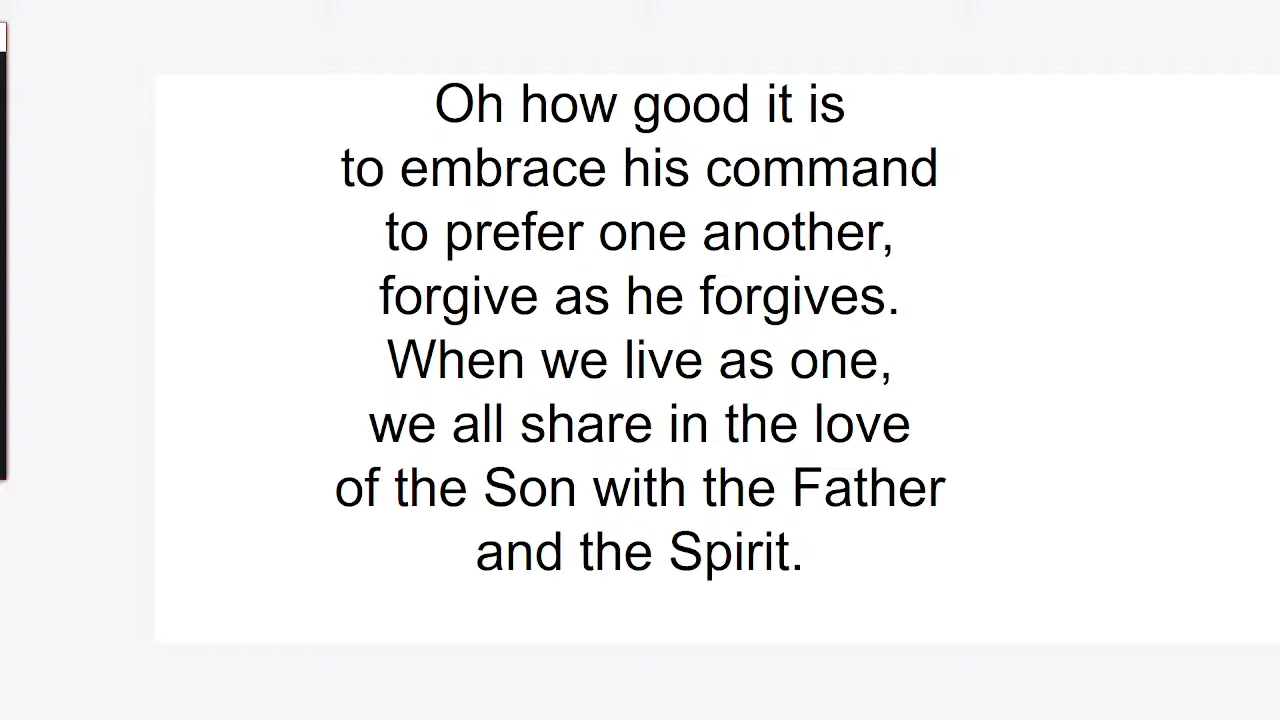 Oh how good it is
to embrace his command
to prefer one another,
forgive as he forgives.
When we live as one,
we all share in the love
of the Son with the Father
and the Spirit.